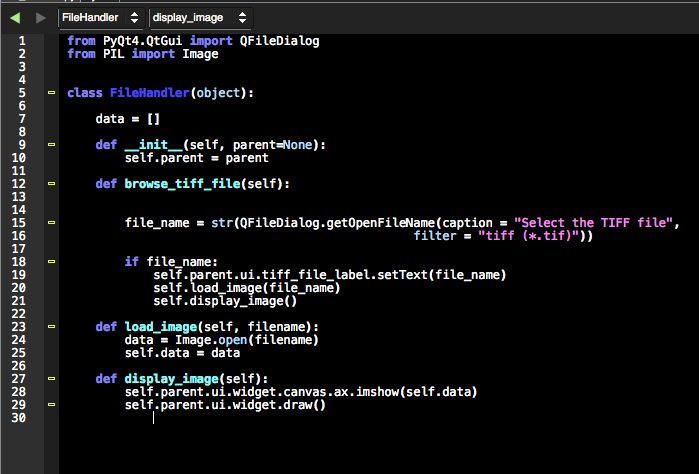 FileHandler display_image
1 from PyQt4.QtGui import QFileDialog
2 from PIL import Image
3
4
5 class FileHandler(object):
6
7     data = []
8
9     def __init__(self, parent=None):
10         self.parent = parent
11
12     def browse_tiff_file(self):
13
14
15         file_name = str(QFileDialog.getOpenFileName(caption = "Select the TIFF file",
16                                                 filter = "tiff (*.tif)"))
17
18         if file_name:
19             self.parent.ui.tiff_file_label.setText(file_name)
20             self.load_image(file_name)
21             self.display_image()
22
23     def load_image(self, filename):
24         data = Image.open(filename)
25         self.data = data
26
27     def display_image(self):
28         self.parent.ui.widget.canvas.ax.imshow(self.data)
29         self.parent.ui.widget.draw()
30